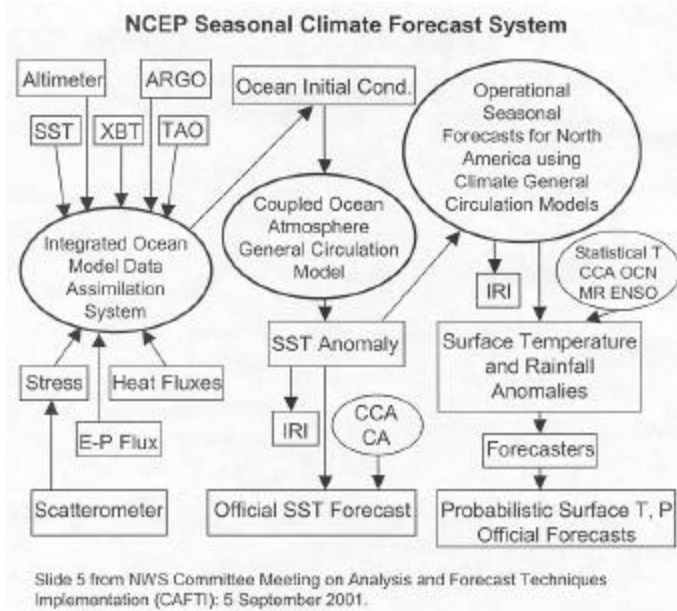 NCEP Seasonal Climate Forecast System
Altimeter
ARGO
SST
XBT
TAO
Integrated Ocean
Model Data
Assimilation
System
Stress
Heat Fluxes
E-P Flux
Scatterometer
Ocean Initial Cond.
Coupled Ocean
Atmosphere
General Circulation
Model
SST Anomaly
IRI
CCA
CA
Official SST Forecast
Operational
Seasonal
Forecasts for North
America using
Climate General
Circulation Models
IRI
Statistical T
CCA OCN
MR ENSO
Surface Temperature
and Rainfall
Anomalies
Forecasters
Probabilistic Surface T, P
Official Forecasts
Slide 5 from NWS Committee Meeting on Analysis and Forecast Techniques
Implementation (CAFTI): 5 September 2001.